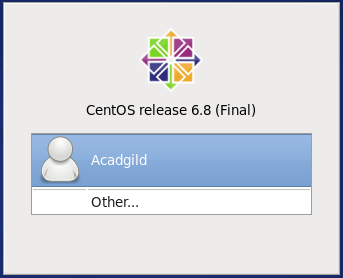 CentOS release 6.8 (Final)
Acadgild
Other...